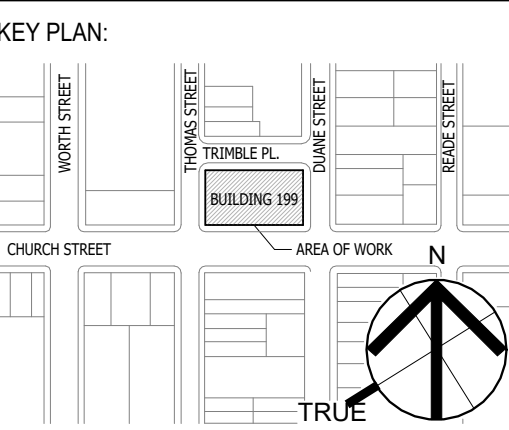 KEY PLAN:
WORTH STREET
THOMAS STREET
DUANE STREET
READE STREET
TRIMBLE PL.
BUILDING 199
CHURCH STREET
AREA OF WORK
N
TRUE